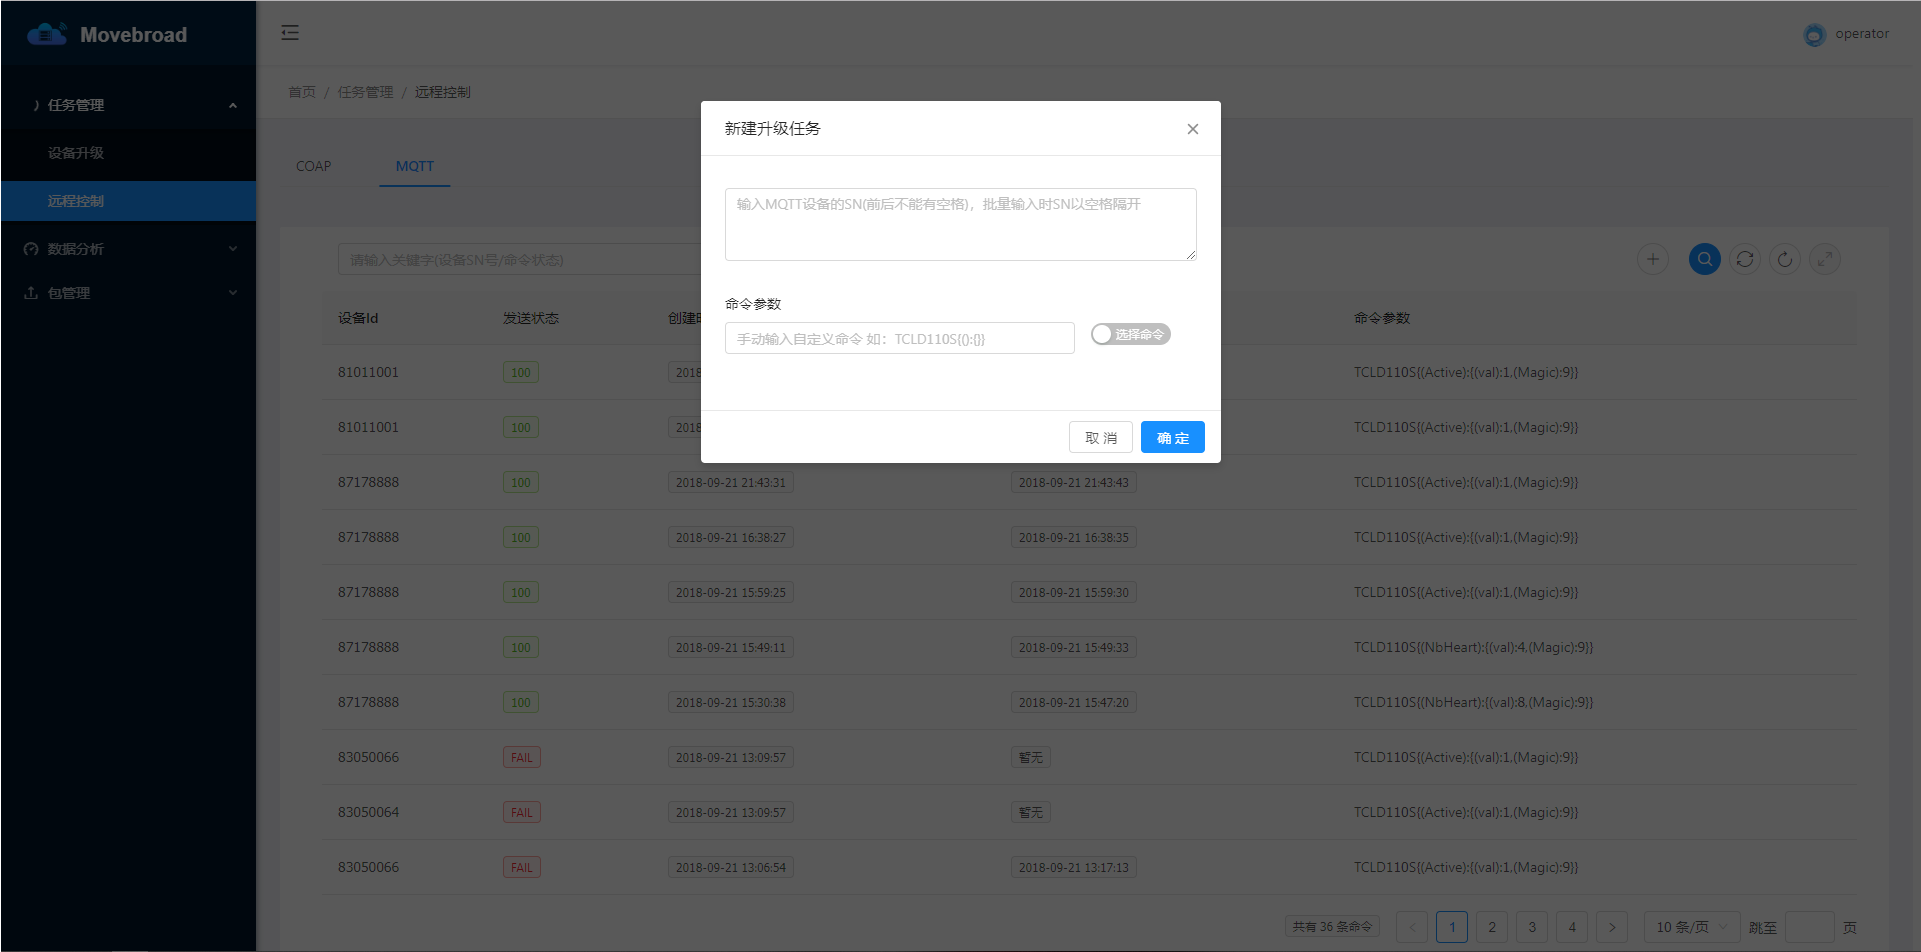 Movebroad
operator
任务管理
设备升级
远程控制
数据分析
包管理
首页 / 任务管理 / 远程控制
COAP
MQTT
请输入关键字(设备SN号/命令状态)
新建升级任务
输入MQTT设备的SN(前后不能有空格)，批量输入时SN以空格隔开
命令参数
手动输入自定义命令 如：TCLD110S{():{}}
选择命令
取 消
确 定
设备Id 发送状态 创建 命令参数
81011001 100 2018 TCLD110S{(Active):{(val):1,(Magic):9}}
81011001 100 2018 TCLD110S{(Active):{(val):1,(Magic):9}}
87178888 100 2018-09-21 21:43:31 2018-09-21 21:43:43 TCLD110S{(Active):{(val):1,(Magic):9}}
87178888 100 2018-09-21 16:38:27 2018-09-21 16:38:35 TCLD110S{(Active):{(val):1,(Magic):9}}
87178888 100 2018-09-21 15:59:25 2018-09-21 15:59:30 TCLD110S{(Active):{(val):1,(Magic):9}}
87178888 100 2018-09-21 15:49:11 2018-09-21 15:49:33 TCLD110S{(NbHeart):{(val):4,(Magic):9}}
87178888 100 2018-09-21 15:30:38 2018-09-21 15:47:20 TCLD110S{(NbHeart):{(val):8,(Magic):9}}
83050066 FAIL 2018-09-21 13:09:57 暂无 TCLD110S{(Active):{(val):1,(Magic):9}}
83050064 FAIL 2018-09-21 13:09:57 暂无 TCLD110S{(Active):{(val):1,(Magic):9}}
83050066 FAIL 2018-09-21 13:06:54 2018-09-21 13:17:13 TCLD110S{(Active):{(val):1,(Magic):9}}
共有 36 条命令 < 1 2 3 4 > 10 条/页 跳至 页